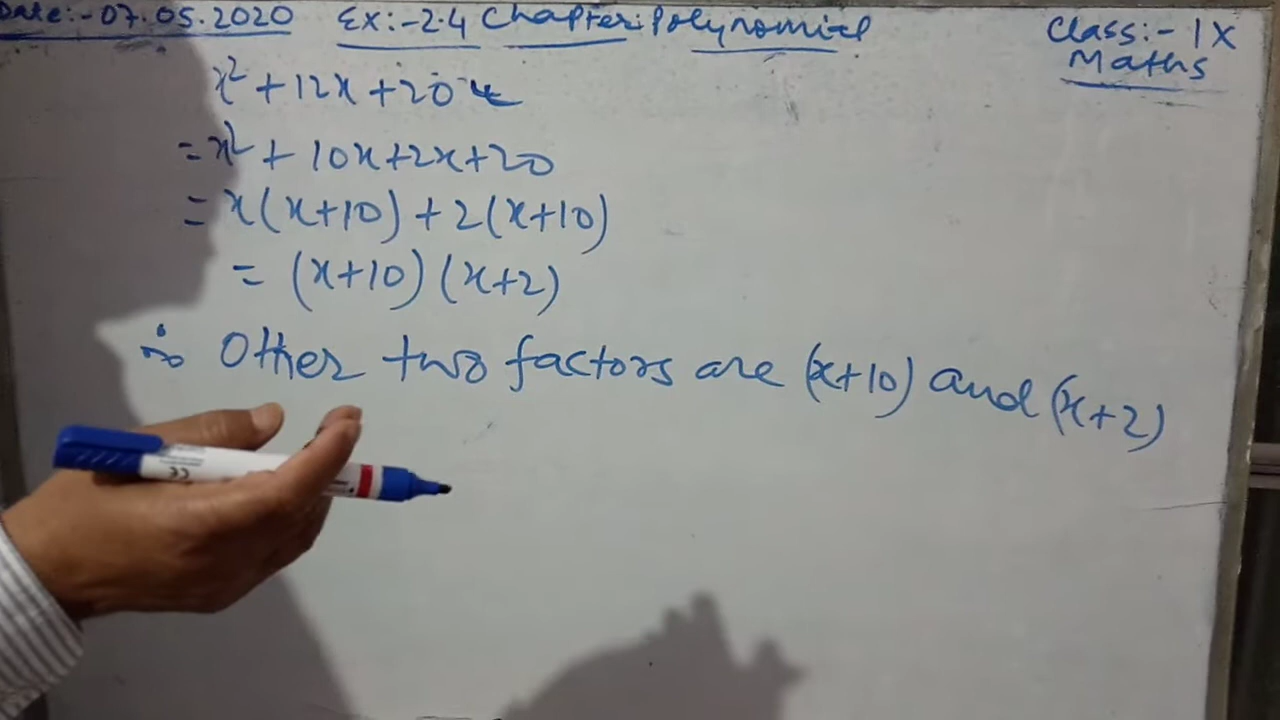 Date:-07.05.2020 Ex:-2.4 Chapter:Polynomial Class:-IX
Maths
x²+12x+20
=x²+10x+2x+20
=x(x+10)+2(x+10)
=(x+10)(x+2)
∴ Other two factors are (x+10) and (x+2)